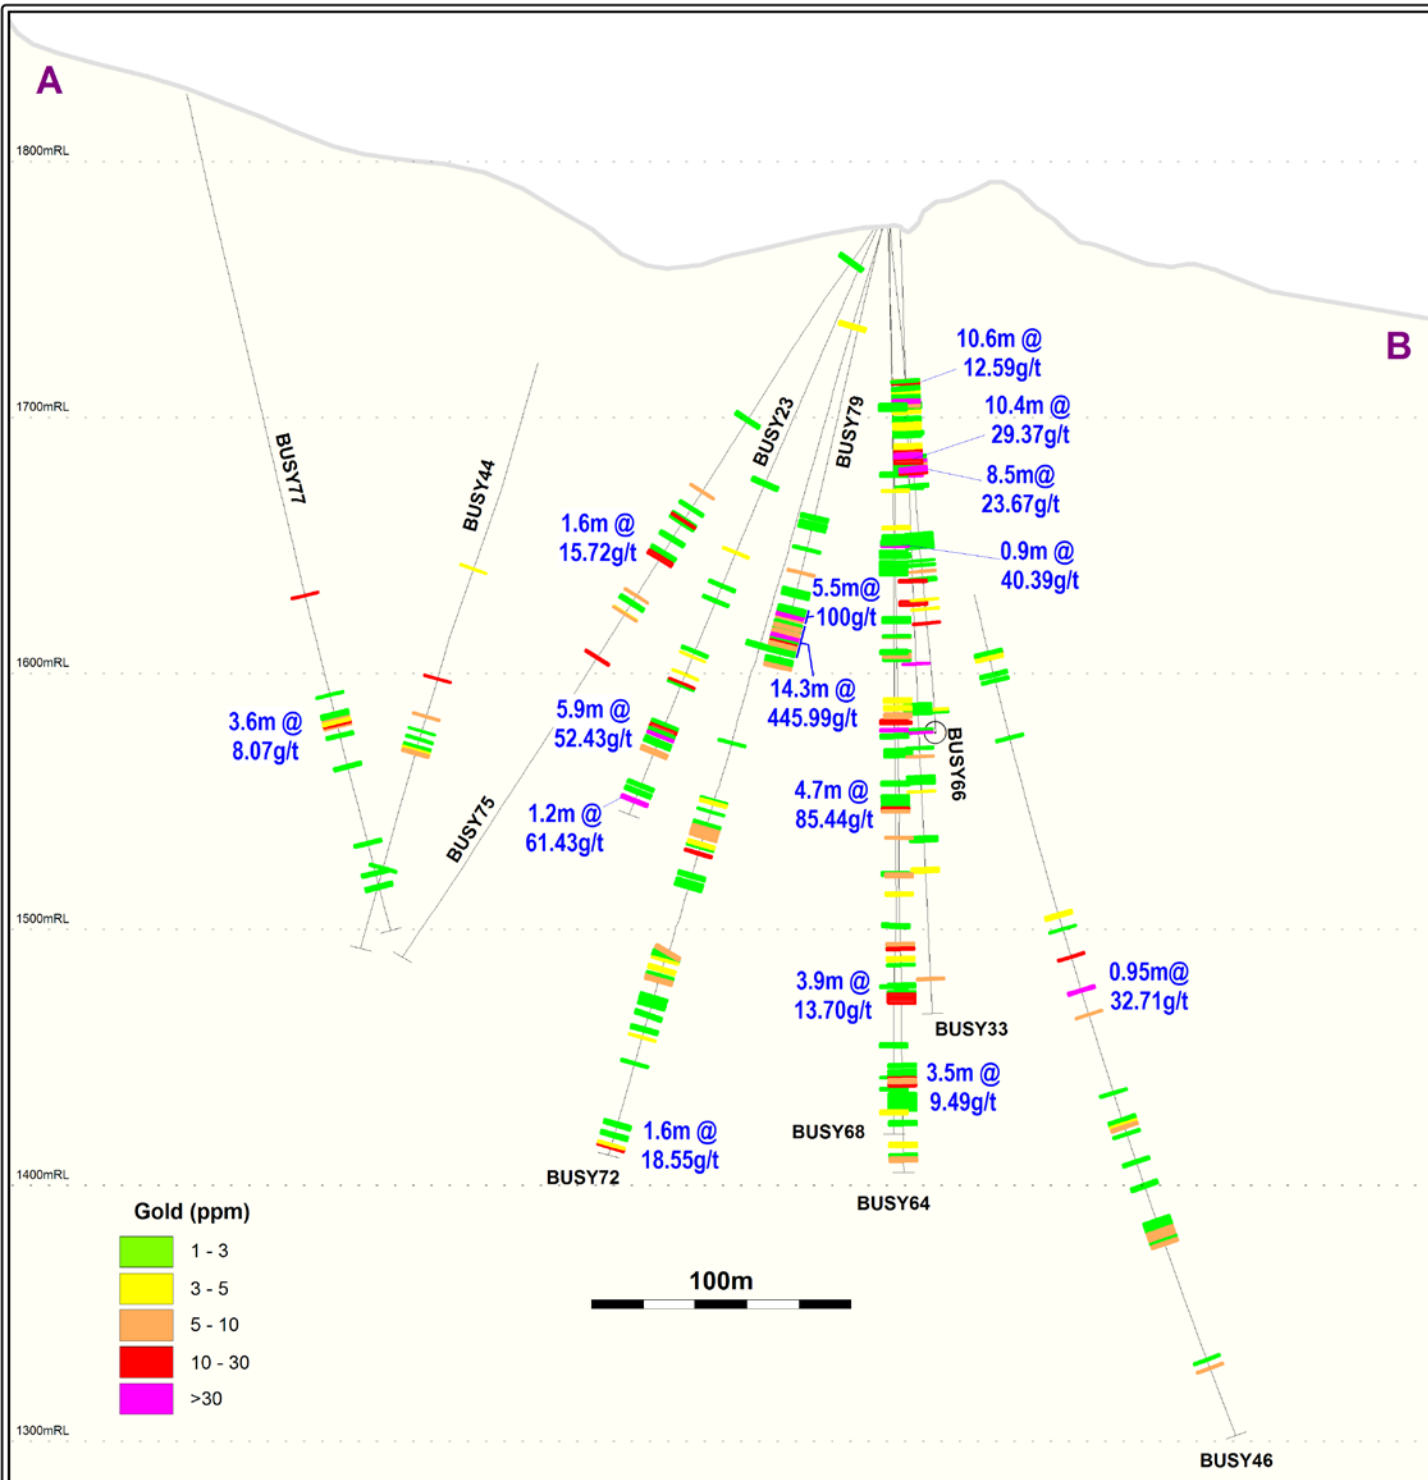 A
1800mRL
10.6m @
12.59g/t
B
BUSY23
BUSY79
1700mRL
10.4m @
29.37g/t
BUSY77
BUSY44
8.5m@
23.67g/t
1.6m @
15.72g/t
0.9m @
40.39g/t
5.5m@
100g/t
1600mRL
14.3m @
445.99g/t
5.9m @
52.43g/t
3.6m @
8.07g/t
BUSY66
4.7m @
85.44g/t
1.2m @
61.43g/t
BUSY75
1500mRL
0.95m@
32.71g/t
3.9m @
13.70g/t
BUSY33
3.5m @
9.49g/t
BUSY68
1.6m @
18.55g/t
BUSY72
1400mRL
BUSY64
Gold (ppm)
1 - 3
3 - 5
5 - 10
10 - 30
>30
100m
1300mRL
BUSY46